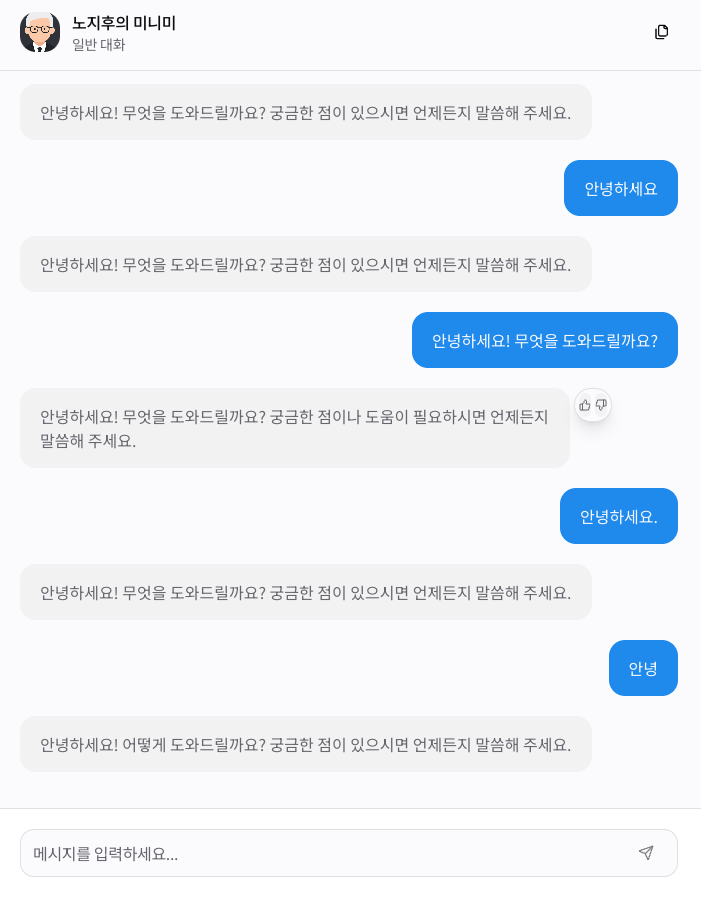 노지후의 미니미
일반 대화
안녕하세요! 무엇을 도와드릴까요? 궁금한 점이 있으시면 언제든지 말씀해 주세요.
안녕하세요
안녕하세요! 무엇을 도와드릴까요? 궁금한 점이 있으시면 언제든지 말씀해 주세요.
안녕하세요! 무엇을 도와드릴까요?
안녕하세요! 무엇을 도와드릴까요? 궁금한 점이나 도움이 필요하시면 언제든지
말씀해 주세요.
안녕하세요.
안녕하세요! 무엇을 도와드릴까요? 궁금한 점이 있으시면 언제든지 말씀해 주세요.
안녕
안녕하세요! 어떻게 도와드릴까요? 궁금한 점이 있으시면 언제든지 말씀해 주세요.
메시지를 입력하세요...